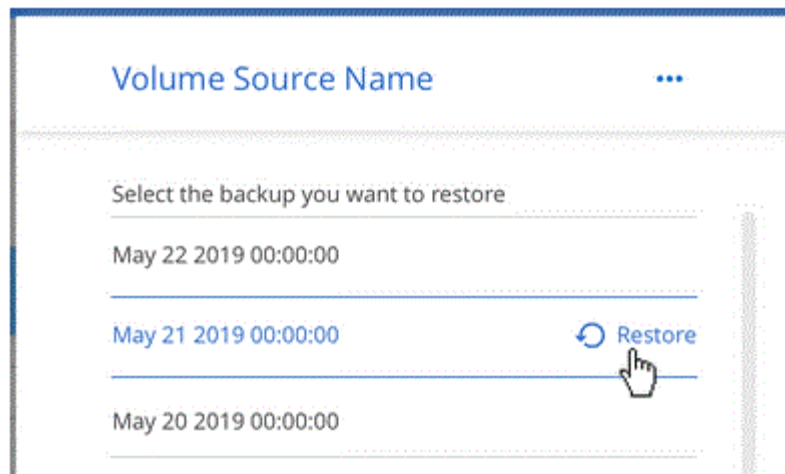 Volume Source Name
Select the backup you want to restore
May 22 2019 00:00:00
May 21 2019 00:00:00 Restore
May 20 2019 00:00:00